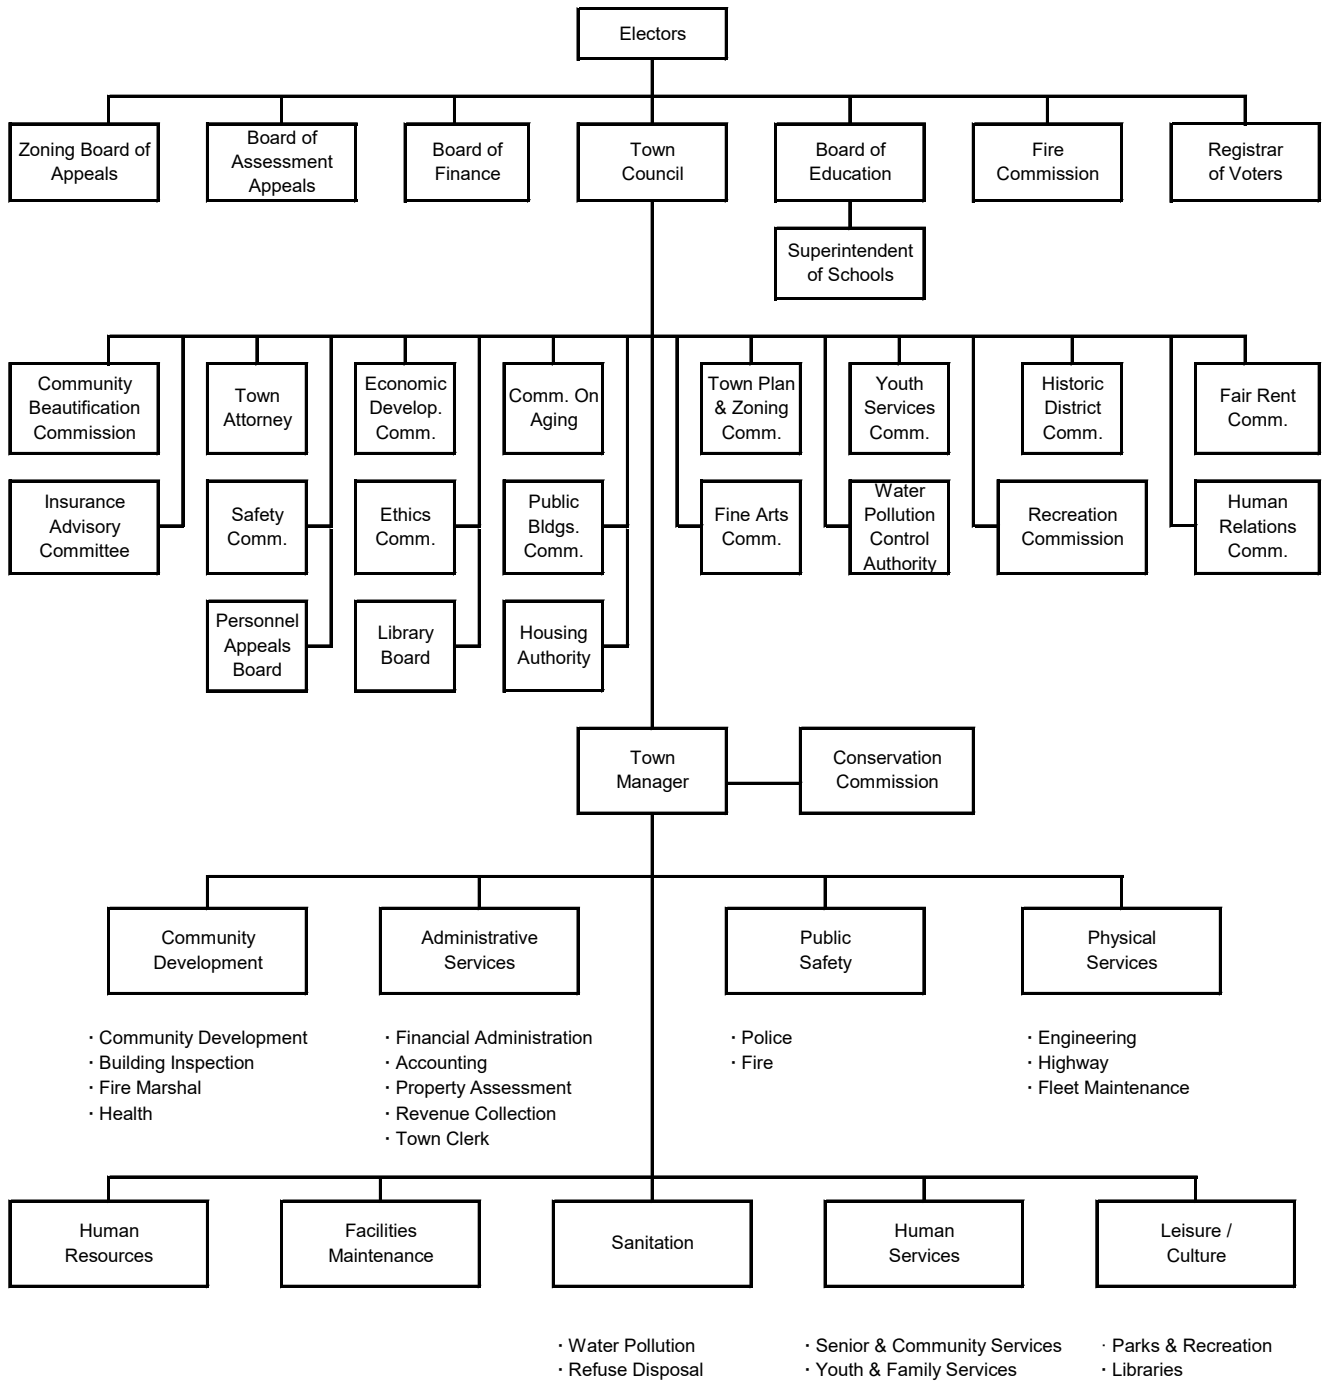 Electors
Zoning Board of
Appeals
Board of
Assessment
Appeals
Board of
Finance
Town
Council
Board of
Education
Fire
Commission
Registrar
of Voters
Superintendent
of Schools
Community
Beautification
Commission
Town
Attorney
Economic
Develop.
Comm.
Comm. On
Aging
Town Plan
& Zoning
Comm.
Youth
Services
Comm.
Historic
District
Comm.
Fair Rent
Comm.
Insurance
Advisory
Committee
Safety
Comm.
Ethics
Comm.
Public
Bldgs.
Comm.
Fine Arts
Comm.
Water
Pollution
Control
Authority
Recreation
Commission
Human
Relations
Comm.
Personnel
Appeals
Board
Library
Board
Housing
Authority
Town
Manager
Conservation
Commission
Community
Development
Administrative
Services
Public
Safety
Physical
Services
· Community Development
· Building Inspection
· Fire Marshal
· Health
· Financial Administration
· Accounting
· Property Assessment
· Revenue Collection
· Town Clerk
· Police
· Fire
· Engineering
· Highway
· Fleet Maintenance
Human
Resources
Facilities
Maintenance
Sanitation
Human
Services
Leisure /
Culture
· Water Pollution
· Refuse Disposal
· Senior & Community Services
· Youth & Family Services
· Parks & Recreation
· Libraries